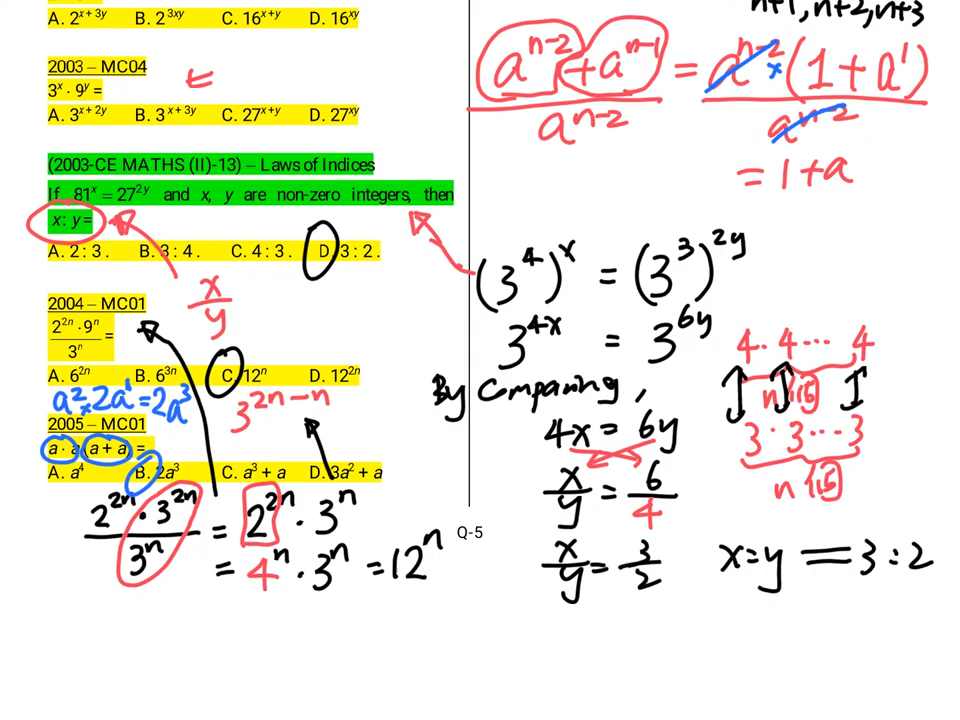 A. 2^{x+3y}  B. 2^{3xy}  C. 16^{x+y}  D. 16^{xy}
2003 – MC04
3^x · 9^y =
A. 3^{x+2y}  B. 3^{x+3y}  C. 27^{x+y}  D. 27^{xy}
(2003-CE MATHS (II)-13) – Laws of Indices
If 81^x = 27^{2y} and x, y are non-zero integers, then
x: y=
A. 2 : 3 .  B. 3 : 4 .  C. 4 : 3 .  D. 3 : 2 .
x/y
2004 – MC01
(2^{2n} · 9^n)/3^n =
A. 6^{2n}  B. 6^{3n}  C. 12^n  D. 12^{2n}
a^2 × 2a^1 = 2a^3
3^{2n-n}
2005 – MC01
a · a (a + a) =
A. a^4  B. 2a^3  C. a^3 + a  D. 3a^2 + a
(2^{2n} · 3^{2n})/3^n = 2^{2n} · 3^n
= 4^n · 3^n = 12^n
Q-5
n+1, n+2, n+3
(a^{n-2} + a^{n-1})/a^{n-2} = a^{n-2} × (1 + a^1)/a^{n-2}
= 1 + a
(3^4)^x = (3^3)^{2y}
3^{4x} = 3^{6y}
By comparing,
4x = 6y
x/y = 6/4
x/y = 3/2
x=y = 3 : 2
4 · 4 ... 4
n
3 · 3 ... 3
n